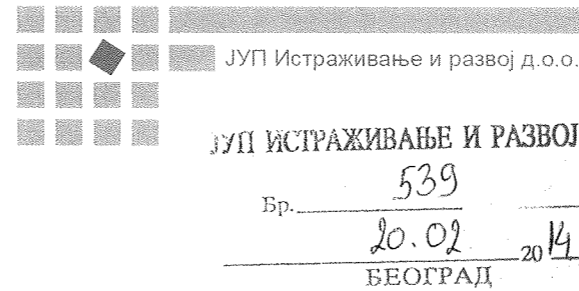 ЈУП Истраживање и развој д.о.о.
ЈУП ИСТРАЖИВАЊЕ И РАЗВОЈ
Бр. 539
20.02 2014
БЕОГРАД